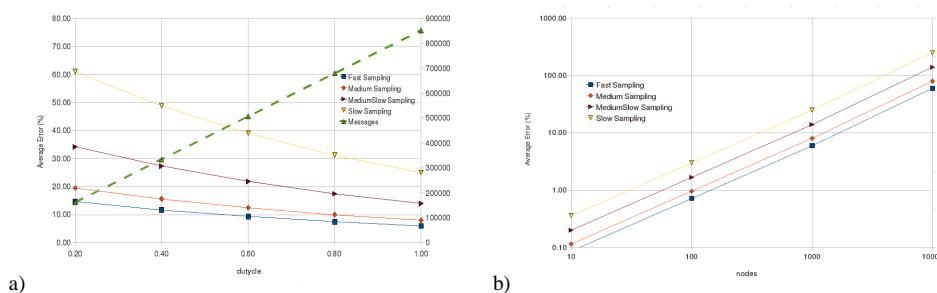 80.00
70.00
60.00
50.00
40.00
30.00
20.00
10.00
0.00
Average Error (%)
900000
800000
700000
600000
500000
400000
300000
200000
100000
0
Fast Sampling
Medium Sampling
MediumSlow Sampling
Slow Sampling
Messages
0.20 0.40 0.60 0.80 1.00
dutycle
a)
1000.00
100.00
10.00
1.00
0.10
Average Error (%)
Fast Sampling
Medium Sampling
MediumSlow Sampling
Slow Sampling
10 100 1000 1000
nodes
b)